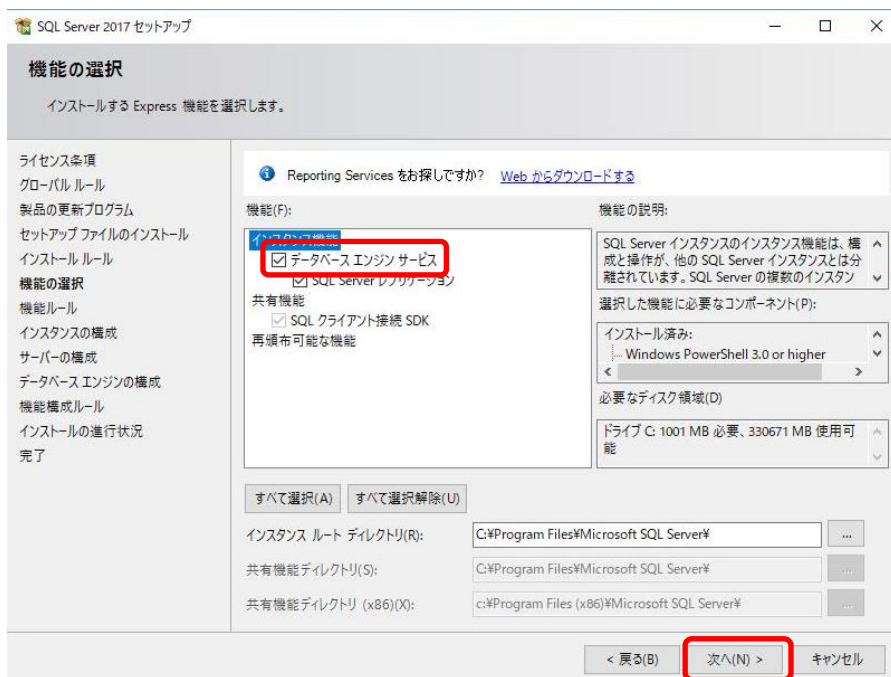 SQL Server 2017 セットアップ
機能の選択
インストールする Express 機能を選択します。
ライセンス条項
グローバル ルール
製品の更新プログラム
セットアップ ファイルのインストール
インストール ルール
機能の選択
機能ルール
インスタンスの構成
サーバーの構成
データベース エンジンの構成
機能構成ルール
インストールの進行状況
完了
Reporting Services をお探しですか? Web からダウンロードする
機能(F):
インスタンス機能
データベース エンジン サービス
SQL Server レプリケーション
共有機能
SQL クライアント接続 SDK
再頒布可能な機能
機能の説明:
SQL Server インスタンスのインスタンス機能は、構
成と操作が、他の SQL Server インスタンスとは分
離されています。SQL Server の複数のインスタン
選択した機能に必要なコンポーネント(P):
インストール済み:
Windows PowerShell 3.0 or higher
必要なディスク領域(D)
ドライブ C: 1001 MB 必要、330671 MB 使用可
能
すべて選択(A) すべて選択解除(U)
インスタンス ルート ディレクトリ(R): C:¥Program Files¥Microsoft SQL Server¥ ...
共有機能ディレクトリ(S): C:¥Program Files¥Microsoft SQL Server¥ ...
共有機能ディレクトリ (x86)(X): c:¥Program Files (x86)¥Microsoft SQL Server¥ ...
< 戻る(B) 次へ(N) > キャンセル